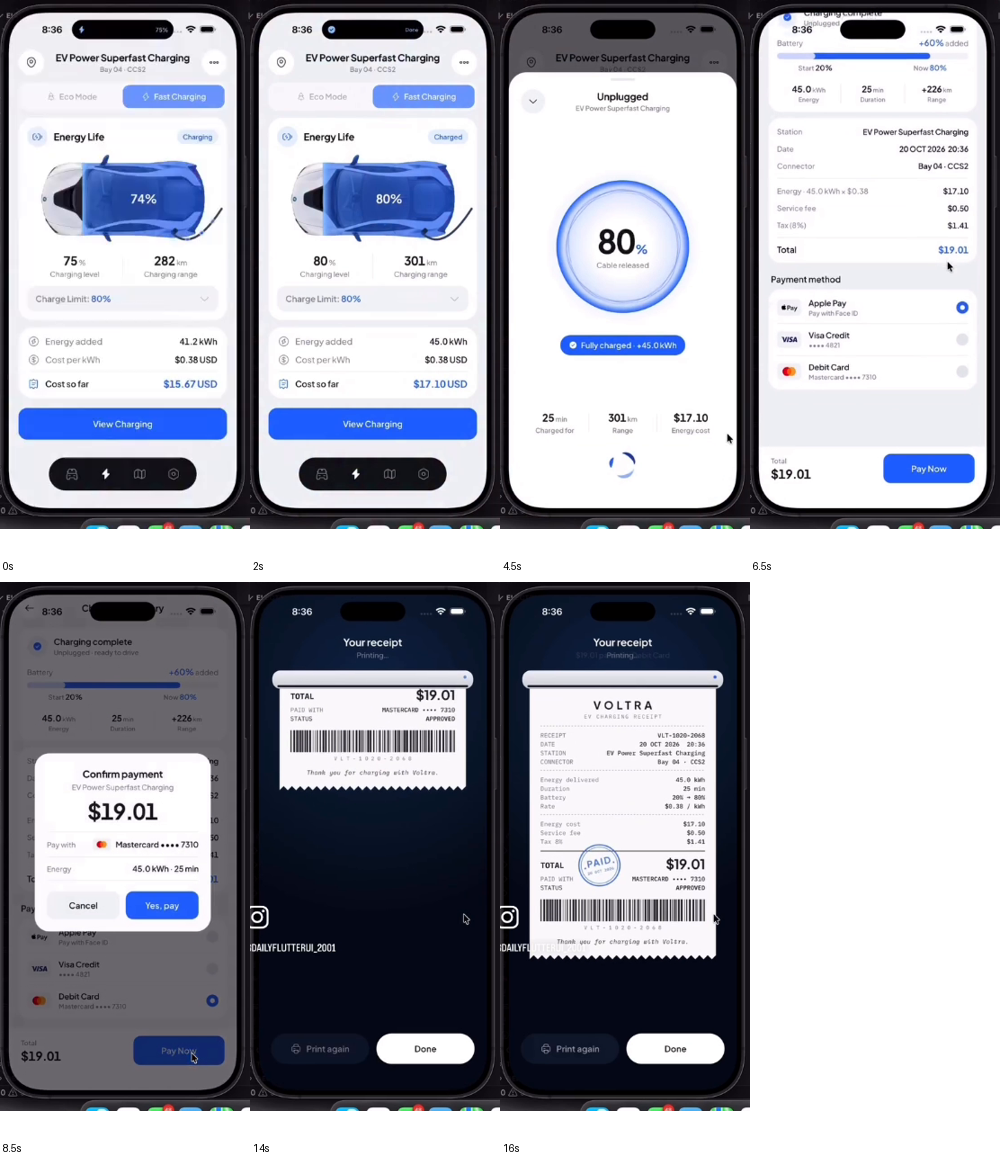 8:36
75%
EV Power Superfast Charging
Bay 04 · CCS2
Eco Mode
Fast Charging
Energy Life
Charging
74%
75 %
Charging level
282 km
Charging range
Charge Limit: 80%
Energy added
41.2 kWh
Cost per kWh
$0.38 USD
Cost so far
$15.67 USD
View Charging
0s
8:36
Done
EV Power Superfast Charging
Bay 04 · CCS2
Eco Mode
Fast Charging
Energy Life
Charged
80%
80 %
Charging level
301 km
Charging range
Charge Limit: 80%
Energy added
45.0 kWh
Cost per kWh
$0.38 USD
Cost so far
$17.10 USD
View Charging
2s
8:36
EV Power Superfast Charging
Unplugged
EV Power Superfast Charging
80%
Cable released
Fully charged · +45.0 kWh
25 min
Charged for
301 km
Range
$17.10
Energy cost
4.5s
Charging complete
8:36
Unplugged
Battery
+60% added
Start 20%
Now 80%
45.0 kWh
Energy
25 min
Duration
+226 km
Range
Station
EV Power Superfast Charging
Date
20 OCT 2026 20:36
Connector
Bay 04 · CCS2
Energy · 45.0 kWh × $0.38
$17.10
Service fee
$0.50
Tax (8%)
$1.41
Total
$19.01
Payment method
Pay
Apple Pay
Pay with Face ID
VISA
Visa Credit
•••• 4821
Debit Card
Mastercard •••• 7310
Total
$19.01
Pay Now
6.5s
8:36
Charging complete
Unplugged · ready to drive
Battery
+60% added
Start 20%
Now 80%
45.0 kWh
Energy
25 min
Duration
+226 km
Range
Confirm payment
EV Power Superfast Charging
$19.01
Pay with
Mastercard •••• 7310
Energy
45.0 kWh · 25 min
Cancel
Yes, pay
Pay
Apple Pay
Pay with Face ID
VISA
Visa Credit
•••• 4821
Debit Card
Mastercard •••• 7310
Total
$19.01
Pay Now
8.5s
8:36
Your receipt
Printing...
TOTAL
$19.01
PAID WITH
MASTERCARD •••• 7310
STATUS
APPROVED
VLT-1020-2068
Thank you for charging with Voltra.
DAILYFLUTTERUI_2001
Print again
Done
14s
8:36
Your receipt
Printing...
VOLTRA
EV CHARGING RECEIPT
RECEIPT
VLT-1020-2068
DATE
20 OCT 2026 20:36
STATION
EV Power Superfast Charging
CONNECTOR
Bay 04 · CCS2
Energy delivered
45.0 kWh
Duration
25 min
Battery
20% → 80%
Rate
$0.38 / kWh
Energy cost
$17.10
Service fee
$0.50
Tax 8%
$1.41
TOTAL
PAID
20 OCT 2026
$19.01
PAID WITH
MASTERCARD •••• 7310
STATUS
APPROVED
VLT-1020-2068
Thank you for charging with Voltra.
Print again
Done
16s